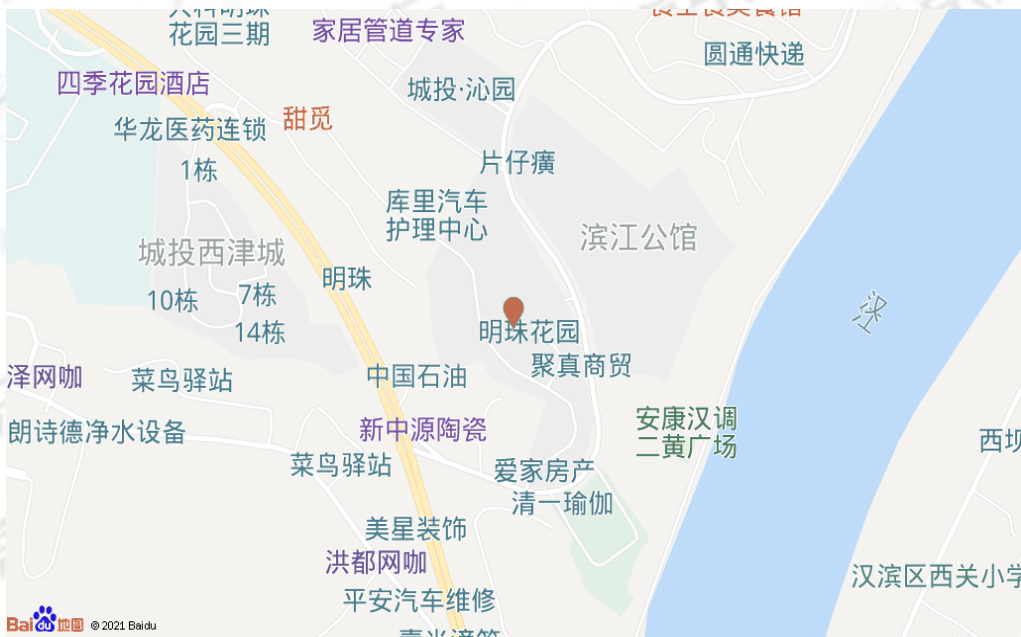 花园三期
家居管道专家
圆通快递
四季花园酒店
城投·沁园
华龙医药连锁
甜觅
1栋
片仔癀
库里汽车
护理中心
滨江公馆
城投西津城
明珠
10栋
7栋
14栋
明珠花园
聚真商贸
泽网咖
菜鸟驿站
中国石油
安康汉调
二黄广场
朗诗德净水设备
新中源陶瓷
西坝
菜鸟驿站
爱家房产
清一瑜伽
美星装饰
洪都网咖
汉滨区西关小学
平安汽车维修
Baidu地图
© 2021 Baidu